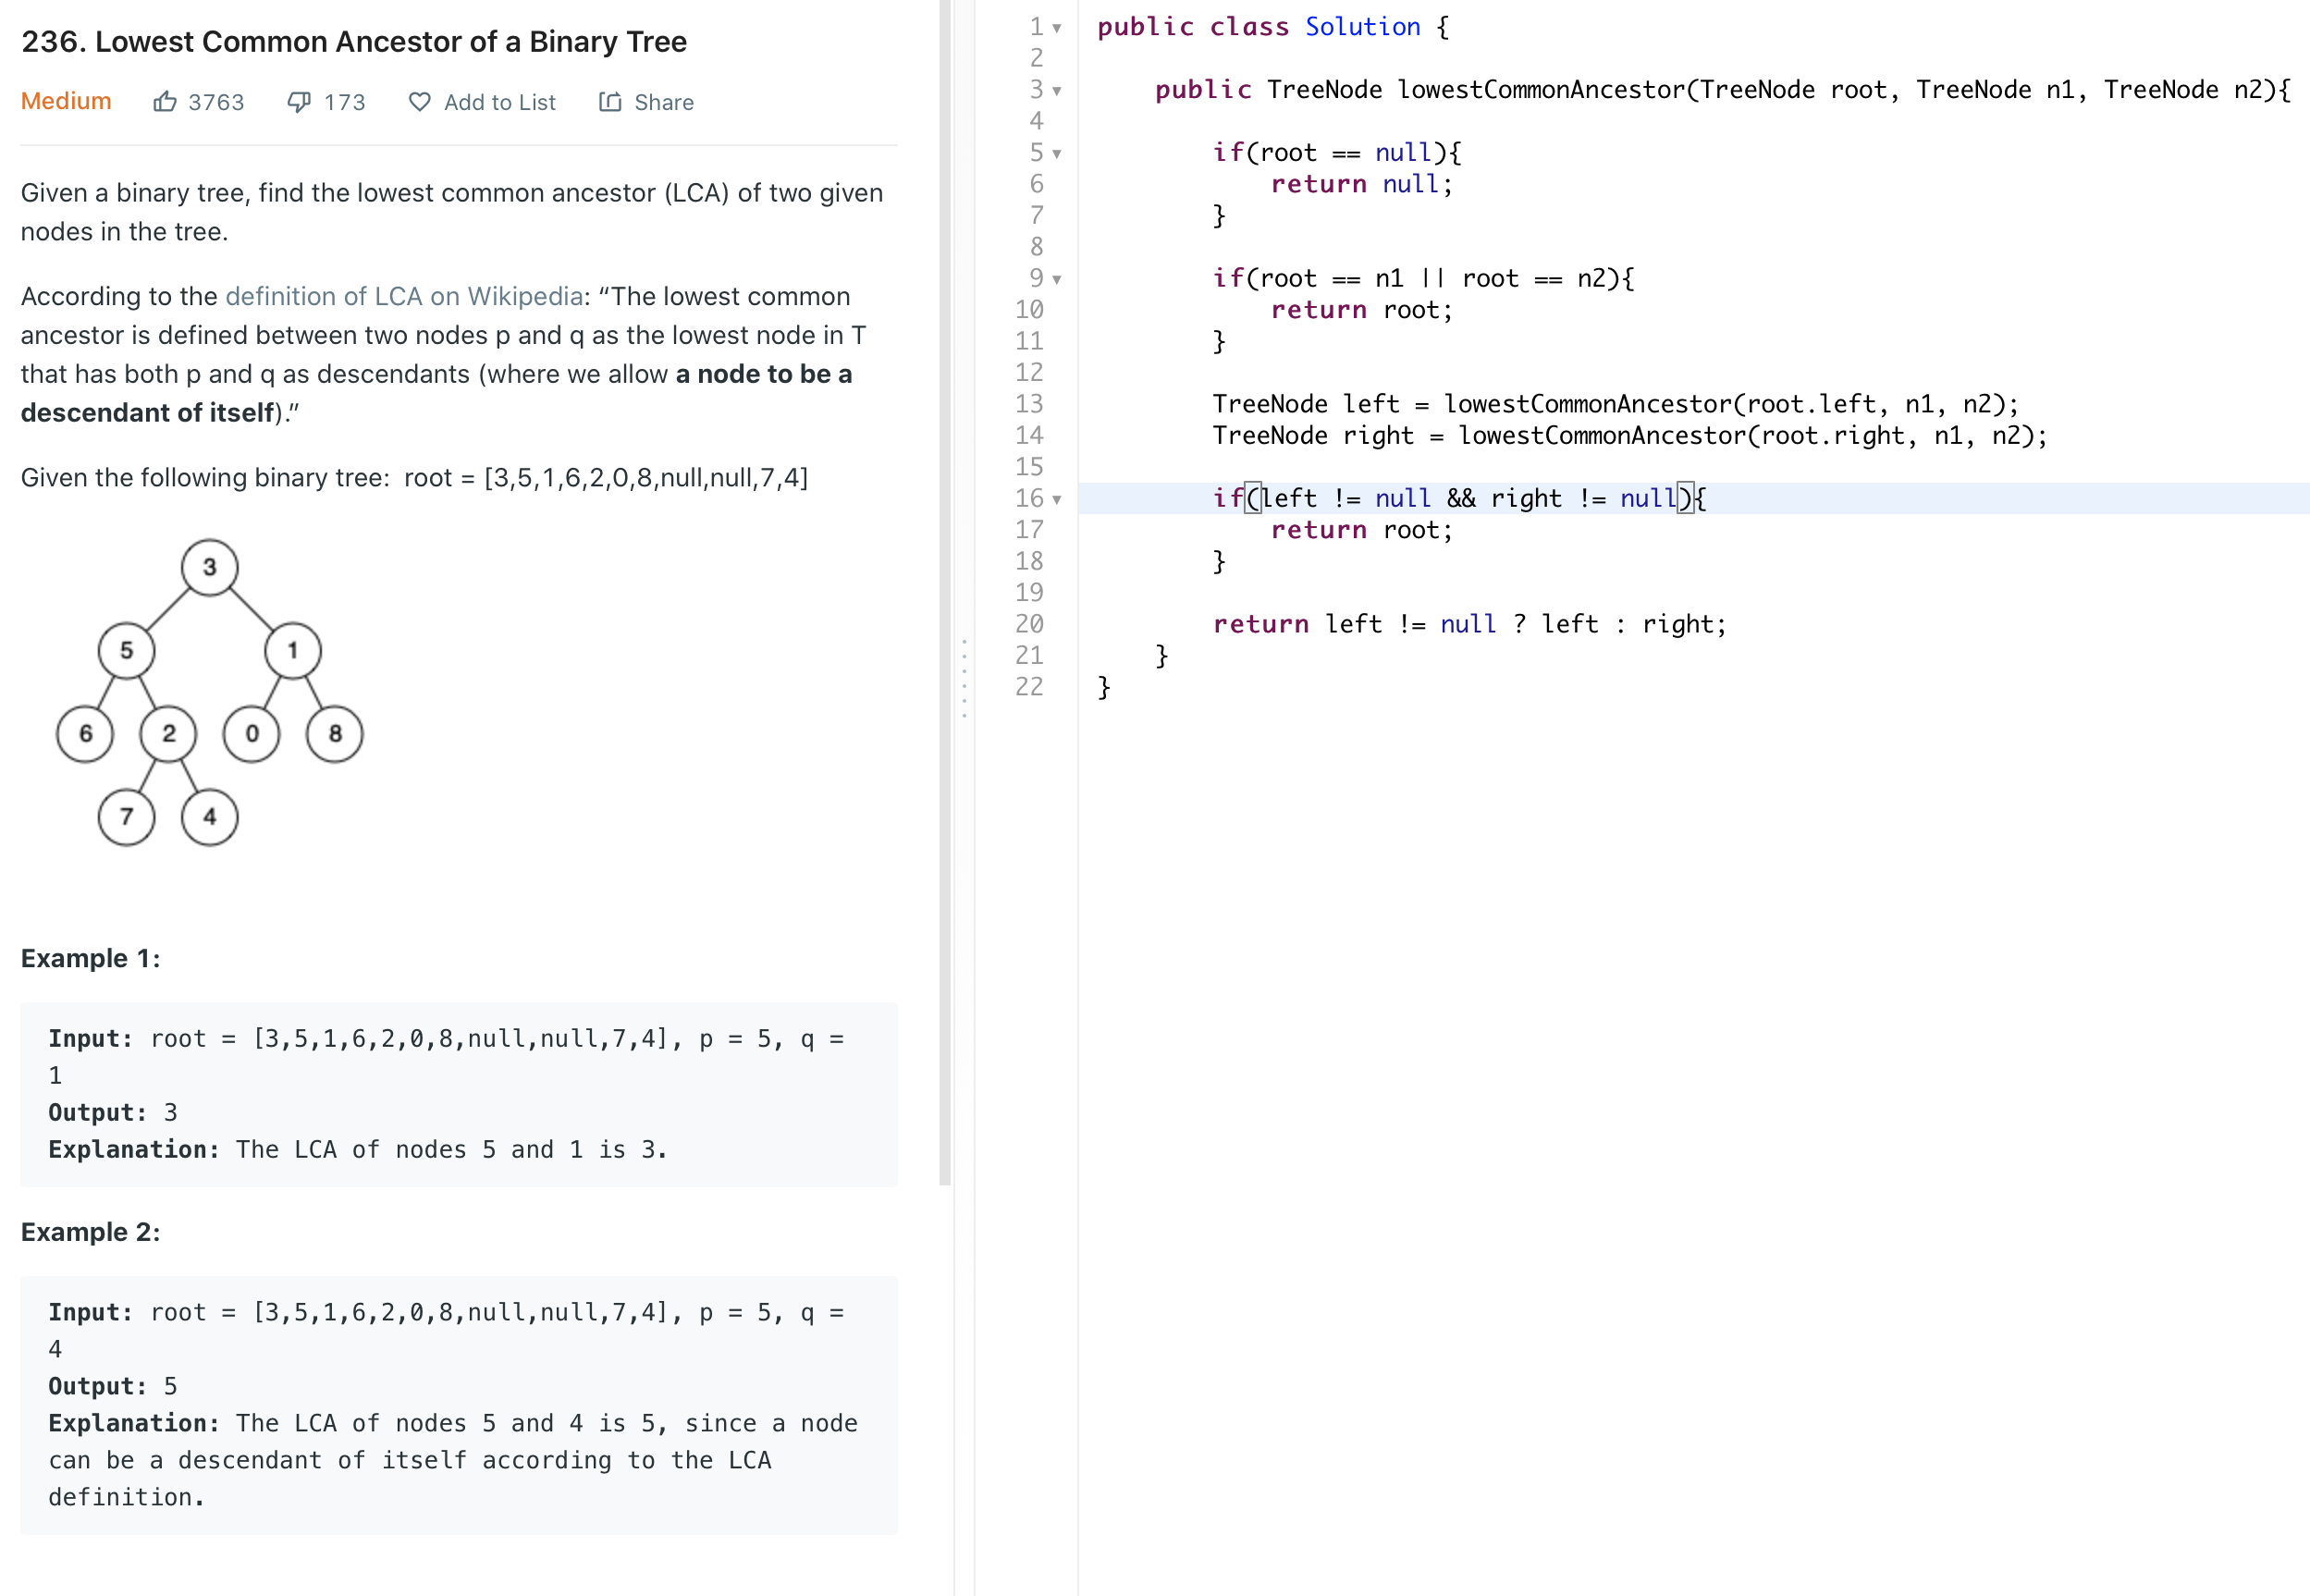 236. Lowest Common Ancestor of a Binary Tree
Medium 3763 173 Add to List Share
Given a binary tree, find the lowest common ancestor (LCA) of two given
nodes in the tree.
According to the definition of LCA on Wikipedia: “The lowest common
ancestor is defined between two nodes p and q as the lowest node in T
that has both p and q as descendants (where we allow a node to be a
descendant of itself).”
Given the following binary tree: root = [3,5,1,6,2,0,8,null,null,7,4]
3
5 1
6 2 0 8
7 4
Example 1:
Input: root = [3,5,1,6,2,0,8,null,null,7,4], p = 5, q =
1
Output: 3
Explanation: The LCA of nodes 5 and 1 is 3.
Example 2:
Input: root = [3,5,1,6,2,0,8,null,null,7,4], p = 5, q =
4
Output: 5
Explanation: The LCA of nodes 5 and 4 is 5, since a node
can be a descendant of itself according to the LCA
definition.
1 public class Solution {
2
3 public TreeNode lowestCommonAncestor(TreeNode root, TreeNode n1, TreeNode n2){
4
5 if(root == null){
6 return null;
7 }
8
9 if(root == n1 || root == n2){
10 return root;
11 }
12
13 TreeNode left = lowestCommonAncestor(root.left, n1, n2);
14 TreeNode right = lowestCommonAncestor(root.right, n1, n2);
15
16 if(left != null && right != null){
17 return root;
18 }
19
20 return left != null ? left : right;
21 }
22 }